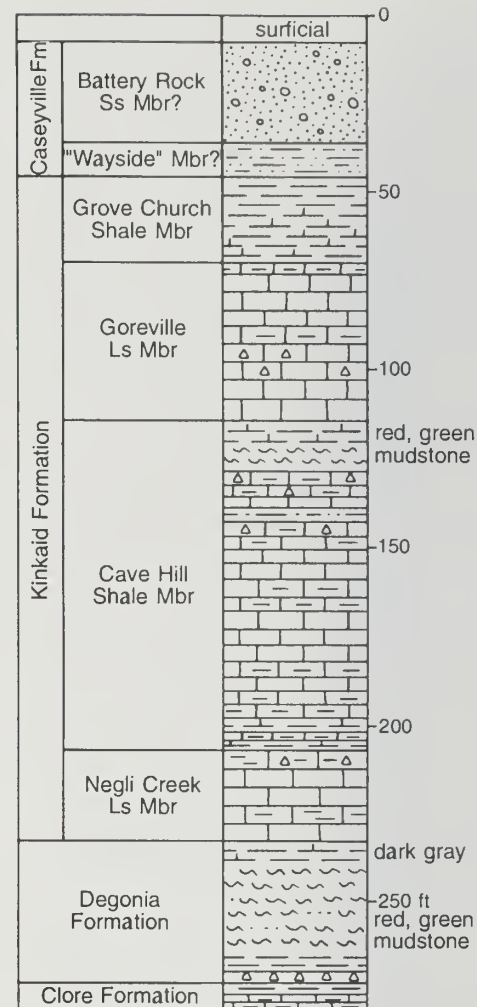 0
surficial
Caseyville Fm
Battery Rock
Ss Mbr?
"Wayside" Mbr?
50
Grove Church
Shale Mbr
Goreville
Ls Mbr
100
Kinkaid Formation
red, green
mudstone
150
Cave Hill
Shale Mbr
200
Negli Creek
Ls Mbr
dark gray
Degonia
Formation
250 ft
red, green
mudstone
Clore Formation